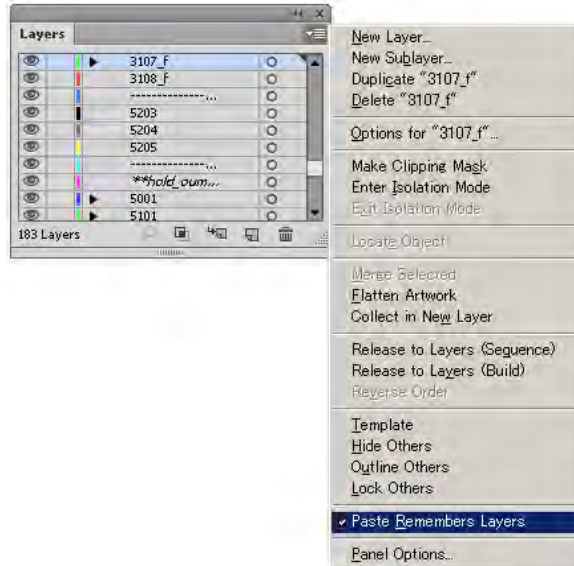 Layers
3107_f
3108_f
--------------...
5203
5204
5205
--------------...
**hold_oum...
5001
5101
183 Layers
New Layer...
New Sublayer...
Duplicate "3107_f"
Delete "3107_f"
Options for "3107_f"...
Make Clipping Mask
Enter Isolation Mode
Exit Isolation Mode
Locate Object
Merge Selected
Flatten Artwork
Collect in New Layer
Release to Layers (Sequence)
Release to Layers (Build)
Reverse Order
Template
Hide Others
Outline Others
Lock Others
Paste Remembers Layers
Panel Options...